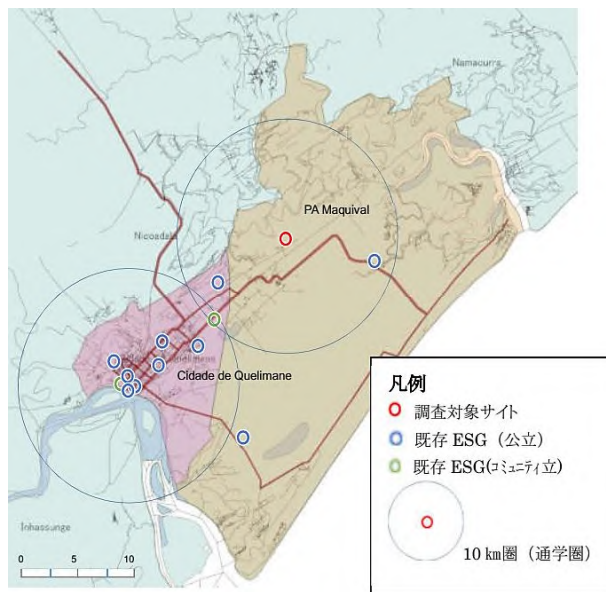 Namacurra
PA Maquival
Nicoadala
Cidade de Quelimane
Inhassunge
0 5 10
凡例
調査対象サイト
既存 ESG（公立）
既存 ESG(コミュニティ立)
10 km圏（通学圏）